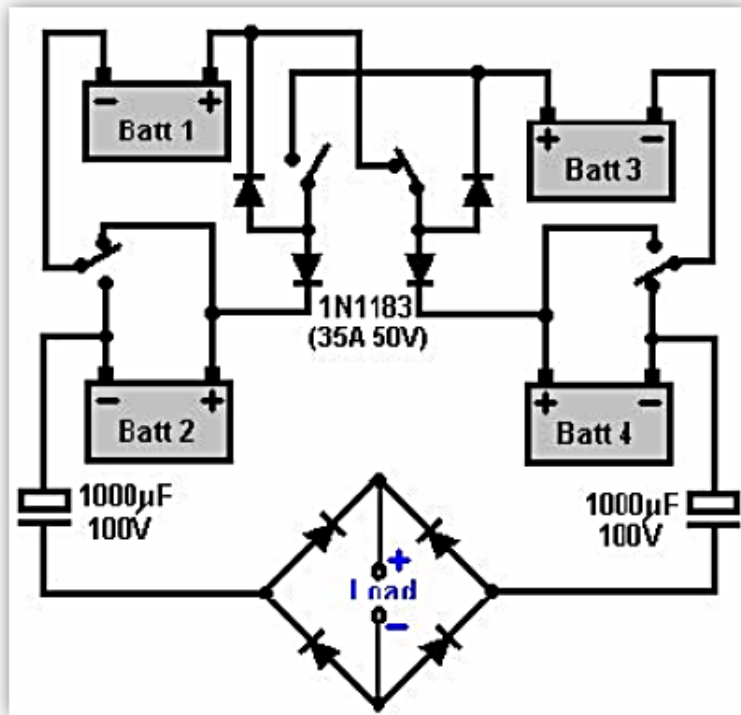 - +
Batt 1
+ -
Batt 3
1N1183
(35A 50V)
- +
Batt 2
+ -
Batt 4
1000µF
100V
1000µF
100V
+
Load
-